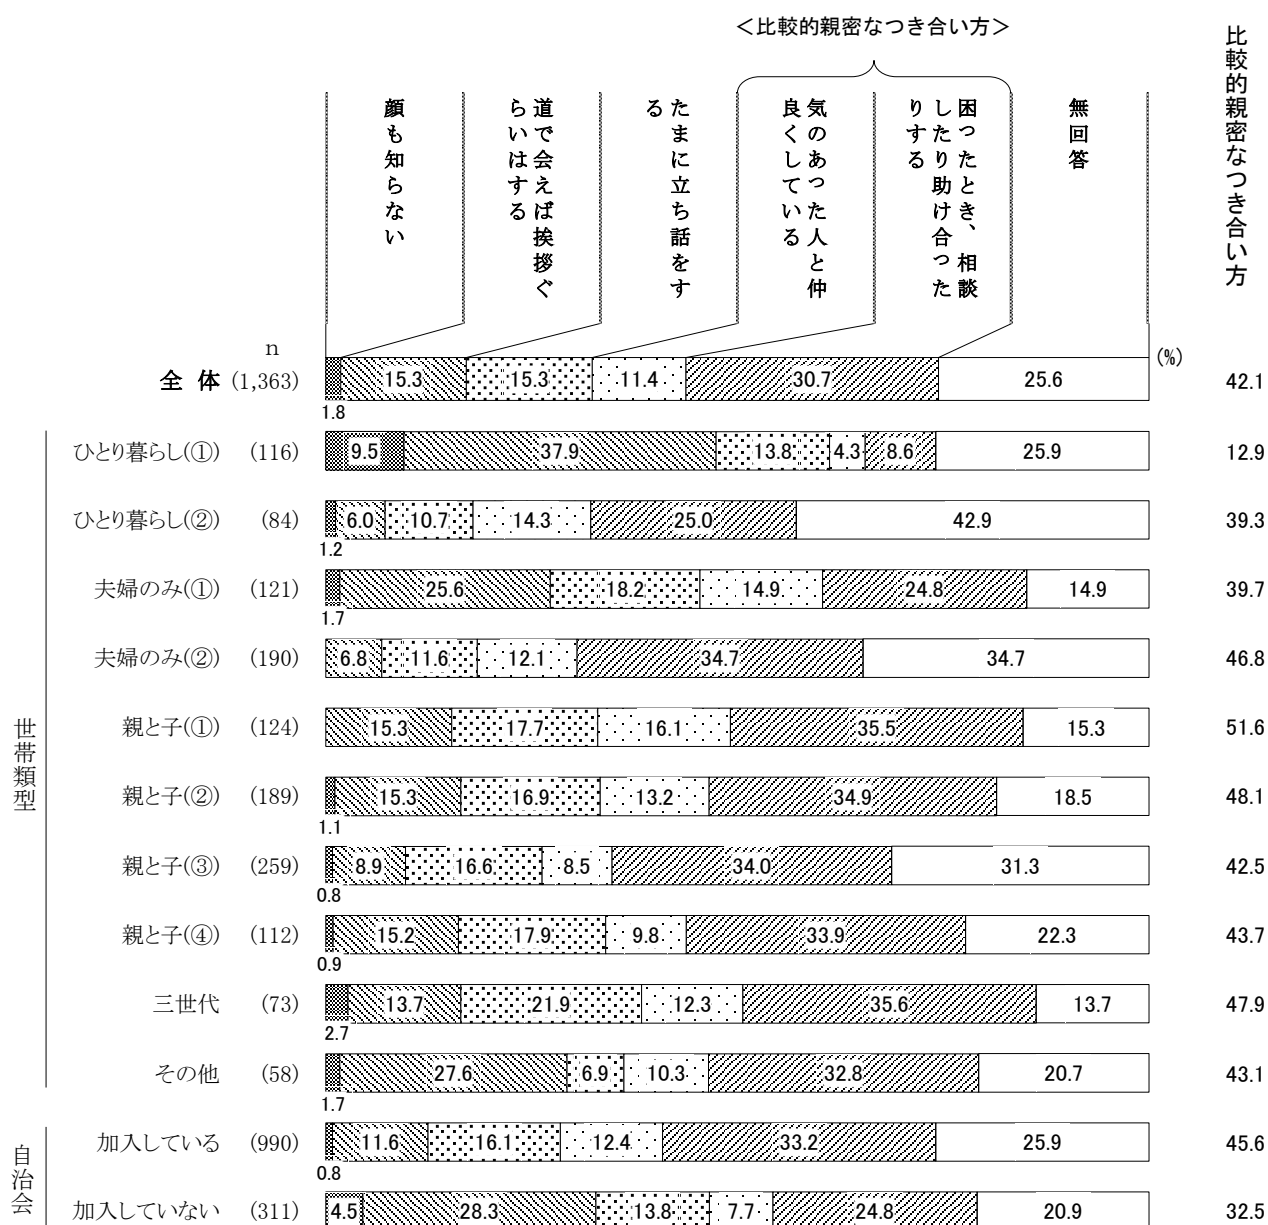 ＜比較的親密なつき合い方＞
比較的親密なつき合い方
顔も知らない
道で会えば挨拶ぐ
らいはする
たまに立ち話をす
る
気のあった人と仲
良くしている
困ったとき、相談
したり助け合った
りする
無回答
n
(%)
全 体 (1,363) 15.3 15.3 11.4 30.7 25.6 42.1
1.8
世帯類型
ひとり暮らし(①) (116) 9.5 37.9 13.8 4.3 8.6 25.9 12.9
ひとり暮らし(②) (84) 6.0 10.7 14.3 25.0 42.9 39.3
1.2
夫婦のみ(①) (121) 25.6 18.2 14.9 24.8 14.9 39.7
1.7
夫婦のみ(②) (190) 6.8 11.6 12.1 34.7 34.7 46.8
親と子(①) (124) 15.3 17.7 16.1 35.5 15.3 51.6
親と子(②) (189) 15.3 16.9 13.2 34.9 18.5 48.1
1.1
親と子(③) (259) 8.9 16.6 8.5 34.0 31.3 42.5
0.8
親と子(④) (112) 15.2 17.9 9.8 33.9 22.3 43.7
0.9
三世代 (73) 13.7 21.9 12.3 35.6 13.7 47.9
2.7
その他 (58) 27.6 6.9 10.3 32.8 20.7 43.1
1.7
自治会
加入している (990) 11.6 16.1 12.4 33.2 25.9 45.6
0.8
加入していない (311) 4.5 28.3 13.8 7.7 24.8 20.9 32.5